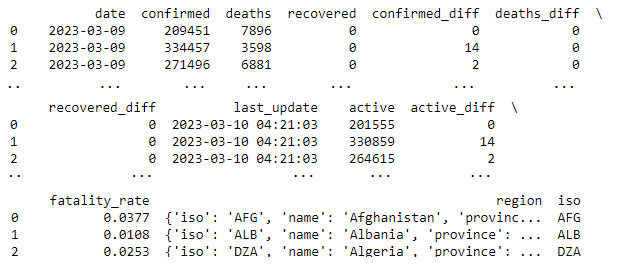 date confirmed deaths recovered confirmed_diff deaths_diff \
0 2023-03-09 209451 7896 0 0 0
1 2023-03-09 334457 3598 0 14 0
2 2023-03-09 271496 6881 0 2 0
.. ... ... ... ... ... ...
recovered_diff last_update active active_diff \
0 0 2023-03-10 04:21:03 201555 0
1 0 2023-03-10 04:21:03 330859 14
2 0 2023-03-10 04:21:03 264615 2
.. ... ... ... ...
fatality_rate region iso
0 0.0377 {'iso': 'AFG', 'name': 'Afghanistan', 'provinc... AFG
1 0.0108 {'iso': 'ALB', 'name': 'Albania', 'province': ... ALB
2 0.0253 {'iso': 'DZA', 'name': 'Algeria', 'province': ... DZA